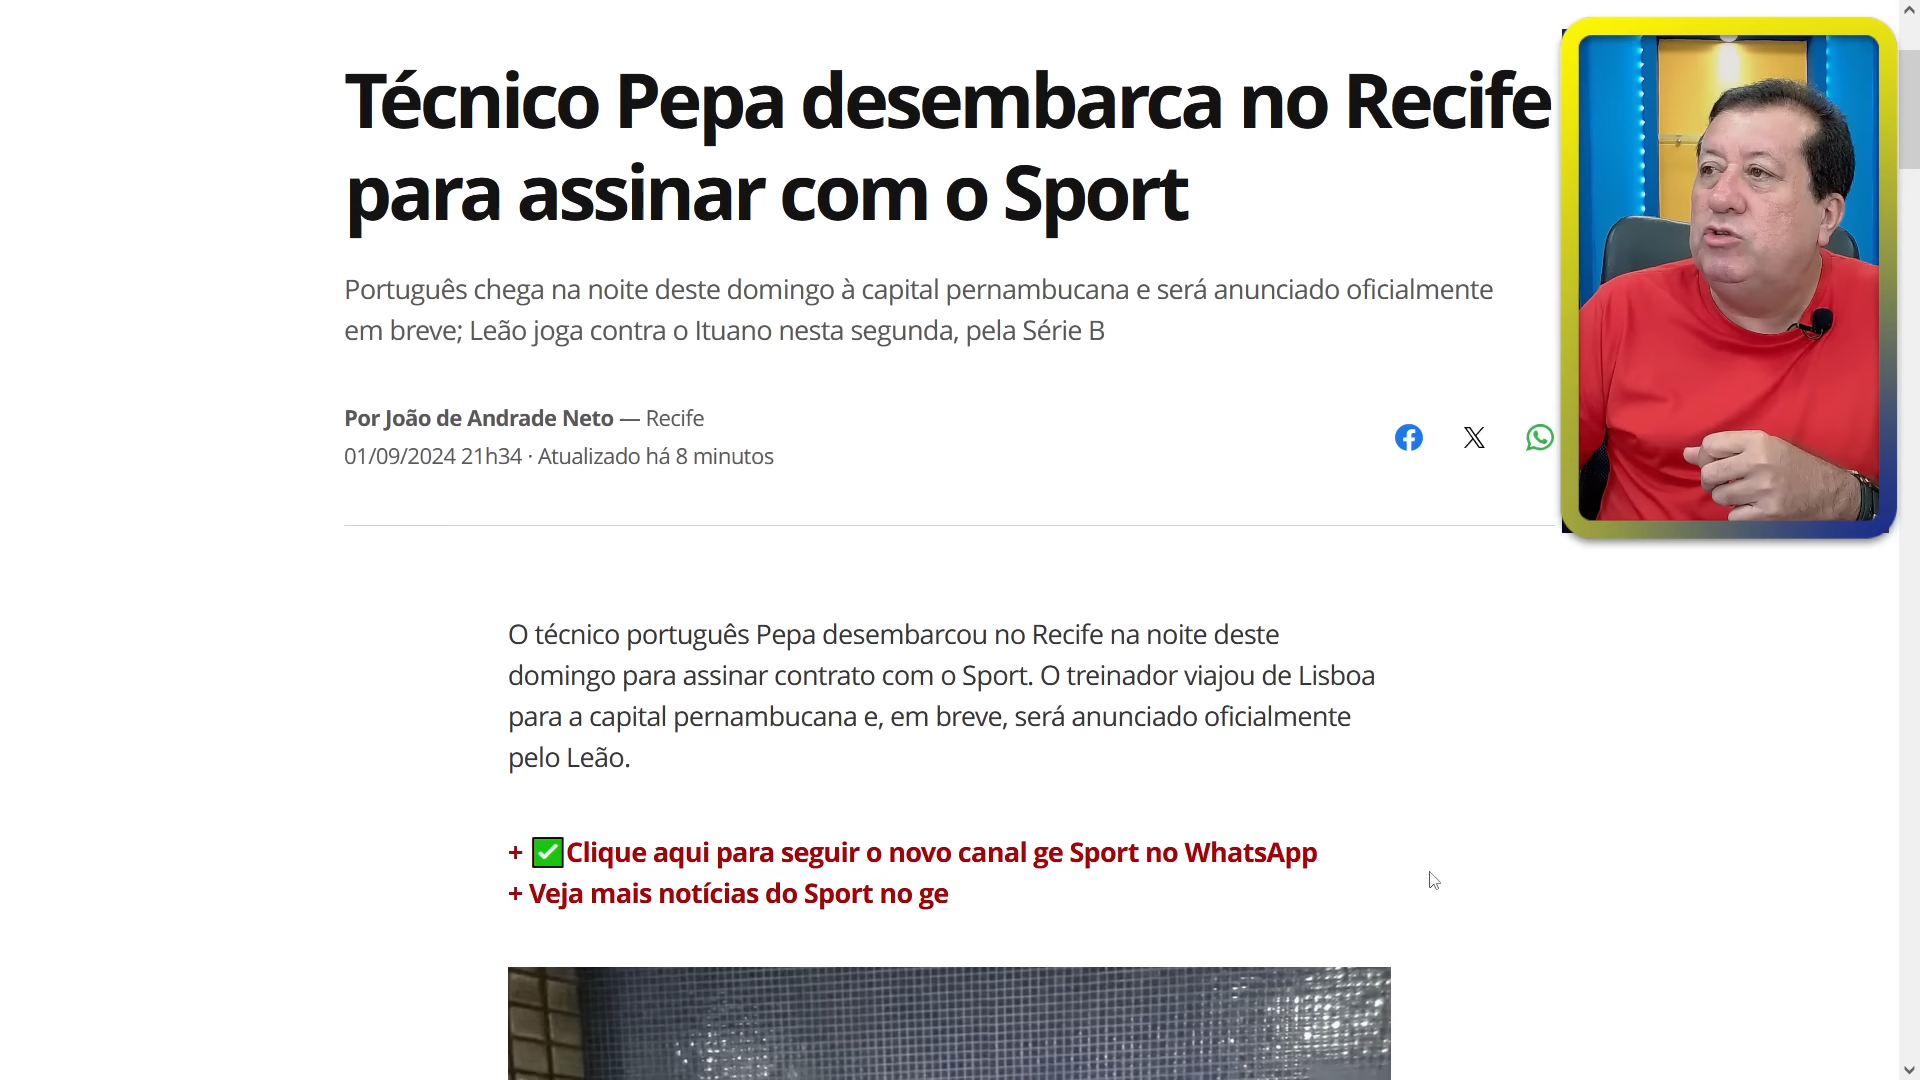 Técnico Pepa desembarca no Recife
para assinar com o Sport
Português chega na noite deste domingo à capital pernambucana e será anunciado oficialmente
em breve; Leão joga contra o Ituano nesta segunda, pela Série B
Por João de Andrade Neto — Recife
01/09/2024 21h34 · Atualizado há 8 minutos
O técnico português Pepa desembarcou no Recife na noite deste
domingo para assinar contrato com o Sport. O treinador viajou de Lisboa
para a capital pernambucana e, em breve, será anunciado oficialmente
pelo Leão.
+ ✅Clique aqui para seguir o novo canal ge Sport no WhatsApp
+ Veja mais notícias do Sport no ge